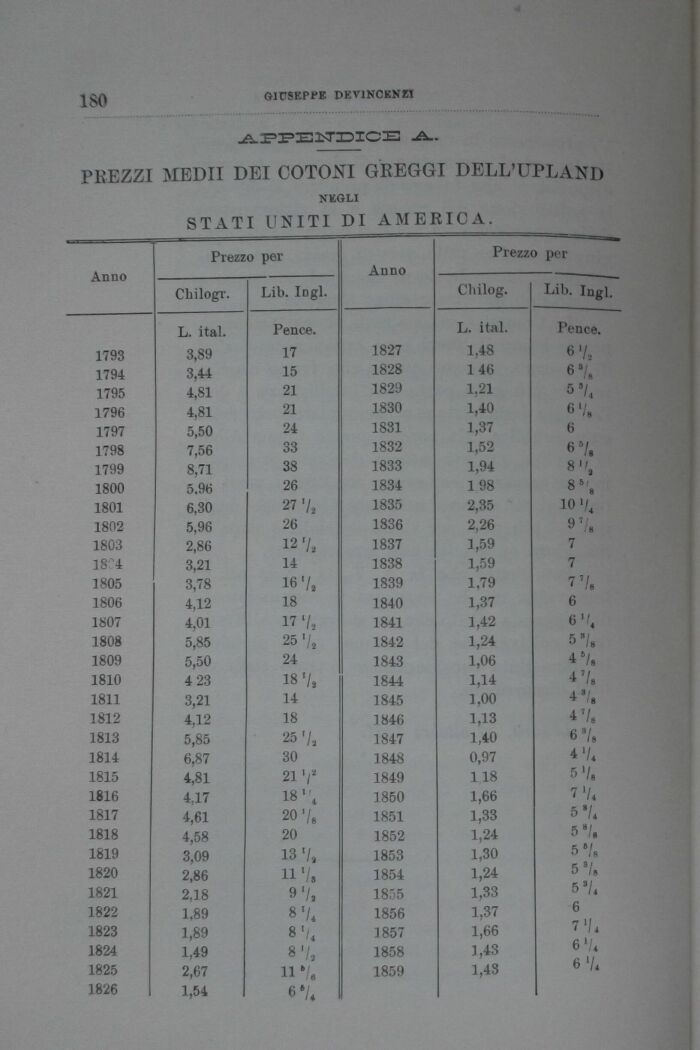 180 GIUSEPPE DEVINCENZI
APPENDICE A.
PREZZI MEDII DEI COTONI GREGGI DELL'UPLAND
NEGLI
STATI UNITI DI AMERICA.
Anno Prezzo per Anno Prezzo per
Chilogr. Lib. Ingl. Chilog. Lib. Ingl.
L. ital. Pence. L. ital. Pence.
1793 3,89 17 1827 1,48 6 1/2
1794 3,44 15 1828 1 46 6 3/8
1795 4,81 21 1829 1,21 5 3/4
1796 4,81 21 1830 1,40 6 1/8
1797 5,50 24 1831 1,37 6
1798 7,56 33 1832 1,52 6 5/8
1799 8,71 38 1833 1,94 8 1/2
1800 5,96 26 1834 1 98 8 5/8
1801 6,30 27 1/2 1835 2,35 10 1/4
1802 5,96 26 1836 2,26 9 7/8
1803 2,86 12 1/2 1837 1,59 7
1804 3,21 14 1838 1,59 7
1805 3,78 16 1/2 1839 1,79 7 7/8
1806 4,12 18 1840 1,37 6
1807 4,01 17 1/2 1841 1,42 6 1/4
1808 5,85 25 1/2 1842 1,24 5 3/8
1809 5,50 24 1843 1,06 4 5/8
1810 4 23 18 1/2 1844 1,14 4 7/8
1811 3,21 14 1845 1,00 4 3/8
1812 4,12 18 1846 1,13 4 7/8
1813 5,85 25 1/2 1847 1,40 6 3/8
1814 6,87 30 1848 0,97 4 1/4
1815 4,81 21 1/2 1849 1 18 5 1/8
1816 4,17 18 1/4 1850 1,66 7 1/4
1817 4,61 20 1/8 1851 1,33 5 3/4
1818 4,58 20 1852 1,24 5 3/8
1819 3,09 13 1/2 1853 1,30 5 5/8
1820 2,86 11 1/8 1854 1,24 5 3/8
1821 2,18 9 1/2 1855 1,33 5 3/4
1822 1,89 8 1/4 1856 1,37 6
1823 1,89 8 1/4 1857 1,66 7 1/4
1824 1,49 8 1/2 1858 1,43 6 1/4
1825 2,67 11 5/6 1859 1,43 6 1/4
1826 1,54 6 5/4